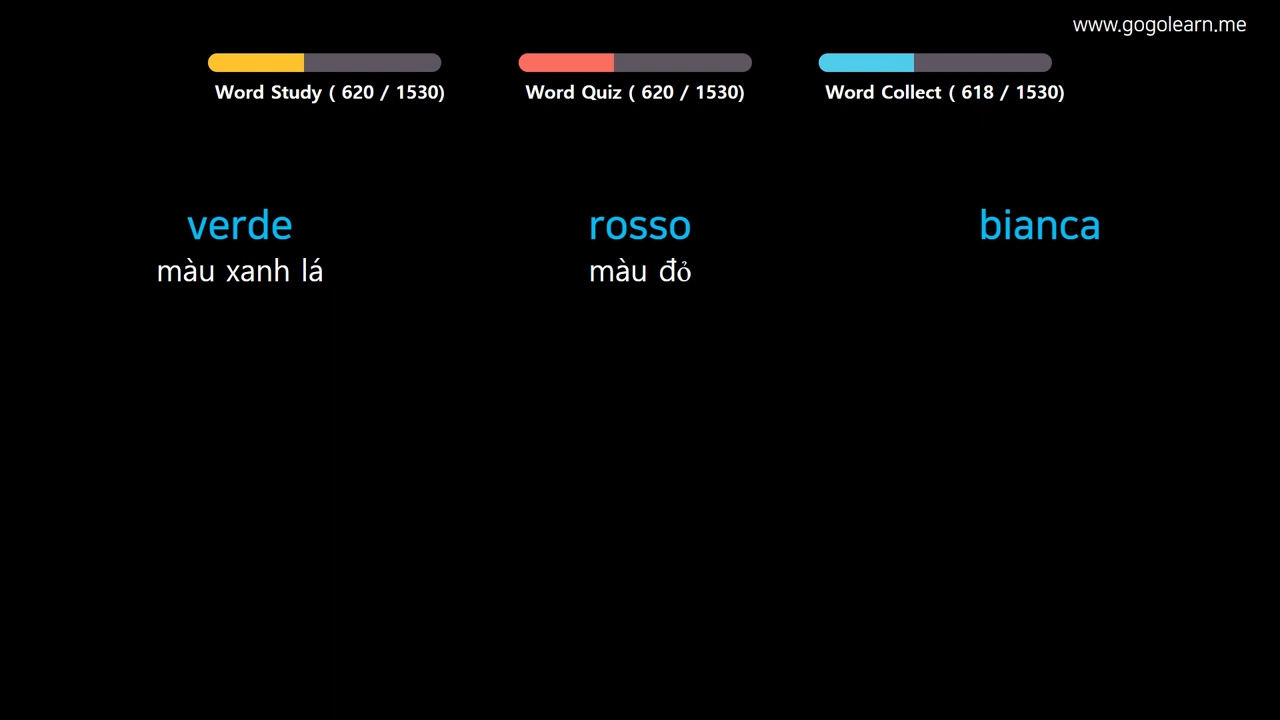 www.gogolearn.me
Word Study ( 620 / 1530)
Word Quiz ( 620 / 1530)
Word Collect ( 618 / 1530)
verde
màu xanh lá
rosso
màu đỏ
bianca